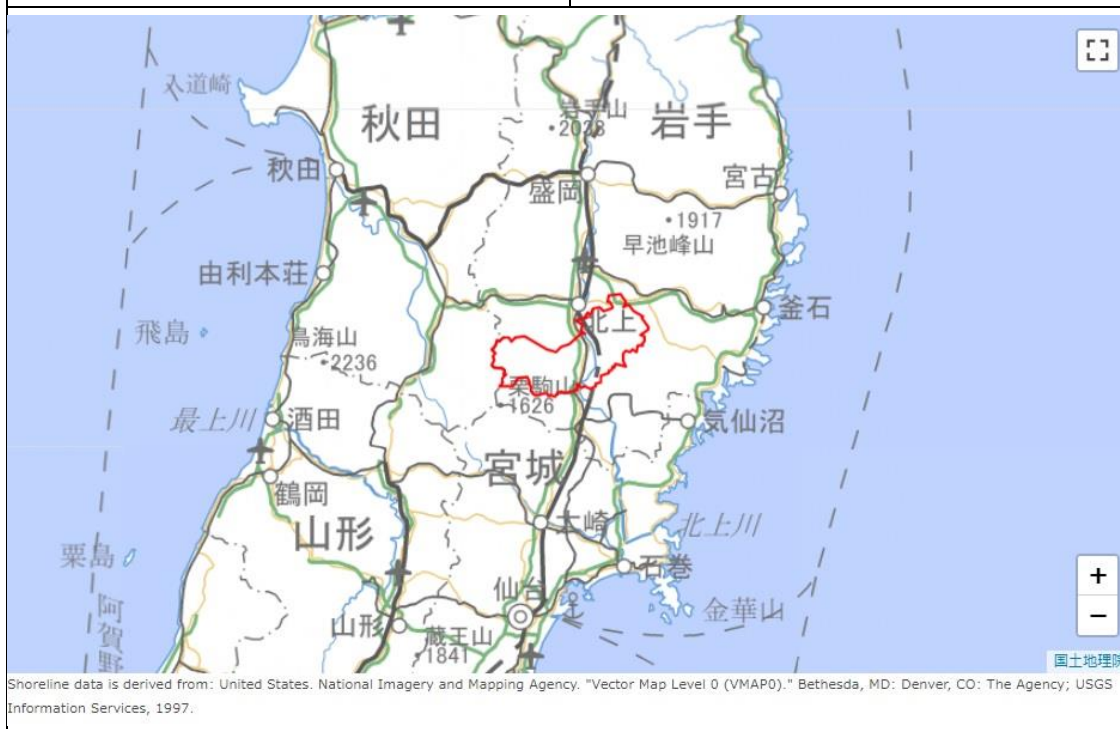 入道崎
秋田
岩手山
・2038
岩手
秋田
盛岡
宮古
・1917
早池峰山
由利本荘
北上
釜石
飛島
鳥海山
・2236
栗駒山
・1626
最上川
酒田
気仙沼
宮城
鶴岡
山形
大崎
北上川
粟島
石巻
阿賀野
仙台
金華山
山形
蔵王山
・1841
+
−
国土地理院
Shoreline data is derived from: United States. National Imagery and Mapping Agency. "Vector Map Level 0 (VMAP0)." Bethesda, MD: Denver, CO: The Agency; USGS
Information Services, 1997.